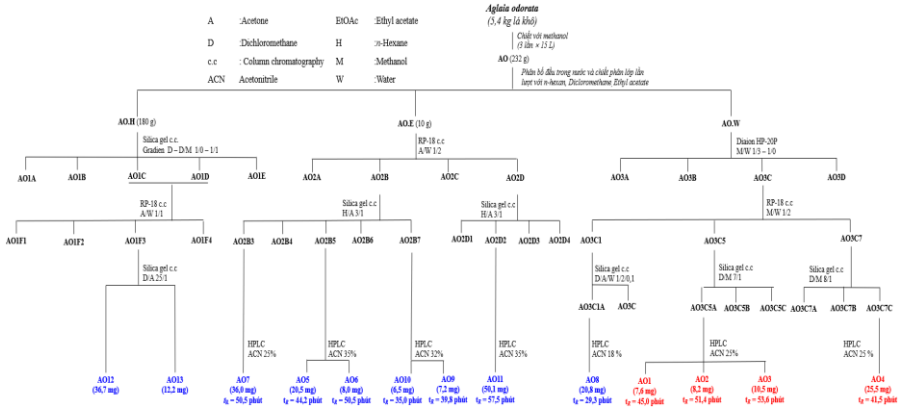 Aglaia odorata
(5,4 kg lá khô)
A :Acetone EtOAc :Ethyl acetate
D :Dichloromethane H :n-Hexane
c.c : Column chromatography M :Methanol
ACN Acetonitrile W :Water
Chiết với methanol
(3 lần × 15 L)
AO (232 g)
Phân bố đều trong nước và chiết phân lớp lần
lượt với n-hexan, Dicloromethane, Ethyl acetate
AO.H (180 g) AO.E (10 g) AO.W
Silica gel c.c.
Gradien D – D/M 1/0 – 1/1
RP-18 c.c
A/W 1/2
Diaion HP-20P
M/W 1/3 – 1/0
AO1A AO1B AO1C AO1D AO1E AO2A AO2B AO2C AO2D AO3A AO3B AO3C AO3D
RP-18 c.c
A/W 1/1
Silica gel c.c
H/A 3/1
Silica gel c.c
H/A 3/1
RP-18 c.c
M/W 1/2
AO1F1 AO1F2 AO1F3 AO1F4 AO2B3 AO2B4 AO2B5 AO2B6 AO2B7 AO2D1 AO2D2 AO2D3 AO2D4 AO3C1 AO3C5 AO3C7
Silica gel c.c
D/A 25/1
Silica gel c.c
D/A/W 1/2/0,1
Silica gel c.c
D/M 7/1
Silica gel c.c
D/M 8/1
AO3C1A AO3C AO3C5A AO3C5B AO3C5C AO3C7A AO3C7B AO3C7C
HPLC
ACN 25%
HPLC
ACN 35%
HPLC
ACN 32%
HPLC
ACN 35%
HPLC
ACN 18 %
HPLC
ACN 25%
HPLC
ACN 25 %
AO12
(36,7 mg)
AO13
(12,2 mg)
AO7
(36,0 mg)
tR = 50,5 phút
AO5
(20,5 mg)
tR = 44,2 phút
AO6
(8,0 mg)
tR = 50,5 phút
AO10
(6,5 mg)
tR = 35,0 phút
AO9
(7,2 mg)
tR = 39,8 phút
AO11
(50,1 mg)
tR = 57,5 phút
AO8
(20,8 mg)
tR = 29,3 phút
AO1
(7,6 mg)
tR = 45,0 phút
AO2
(8,2 mg)
tR = 51,4 phút
AO3
(10,5 mg)
tR = 53,6 phút
AO4
(25,5 mg)
tR = 41,5 phút